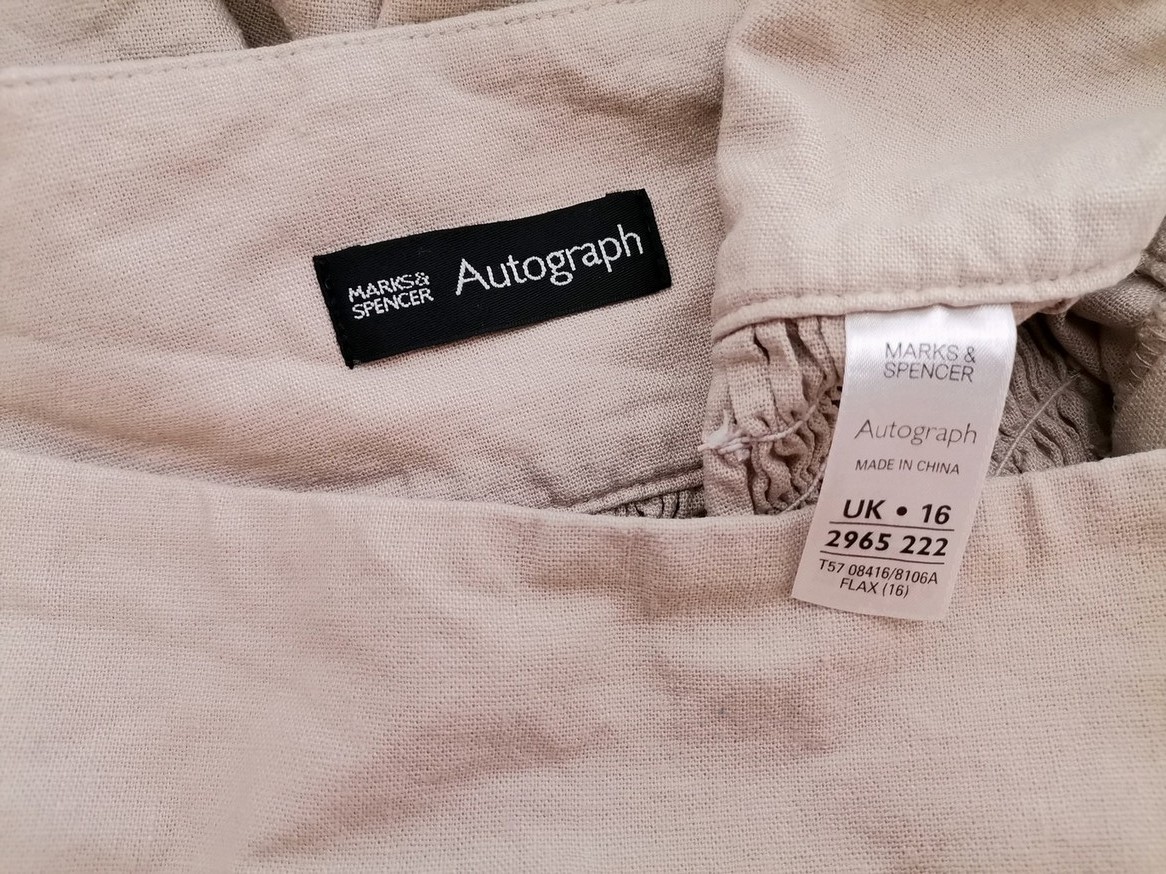 MARKS &
SPENCER
Autograph
MARKS &
SPENCER
Autograph
MADE IN CHINA
UK • 16
2965 222
T57 08416/8106A
FLAX (16)